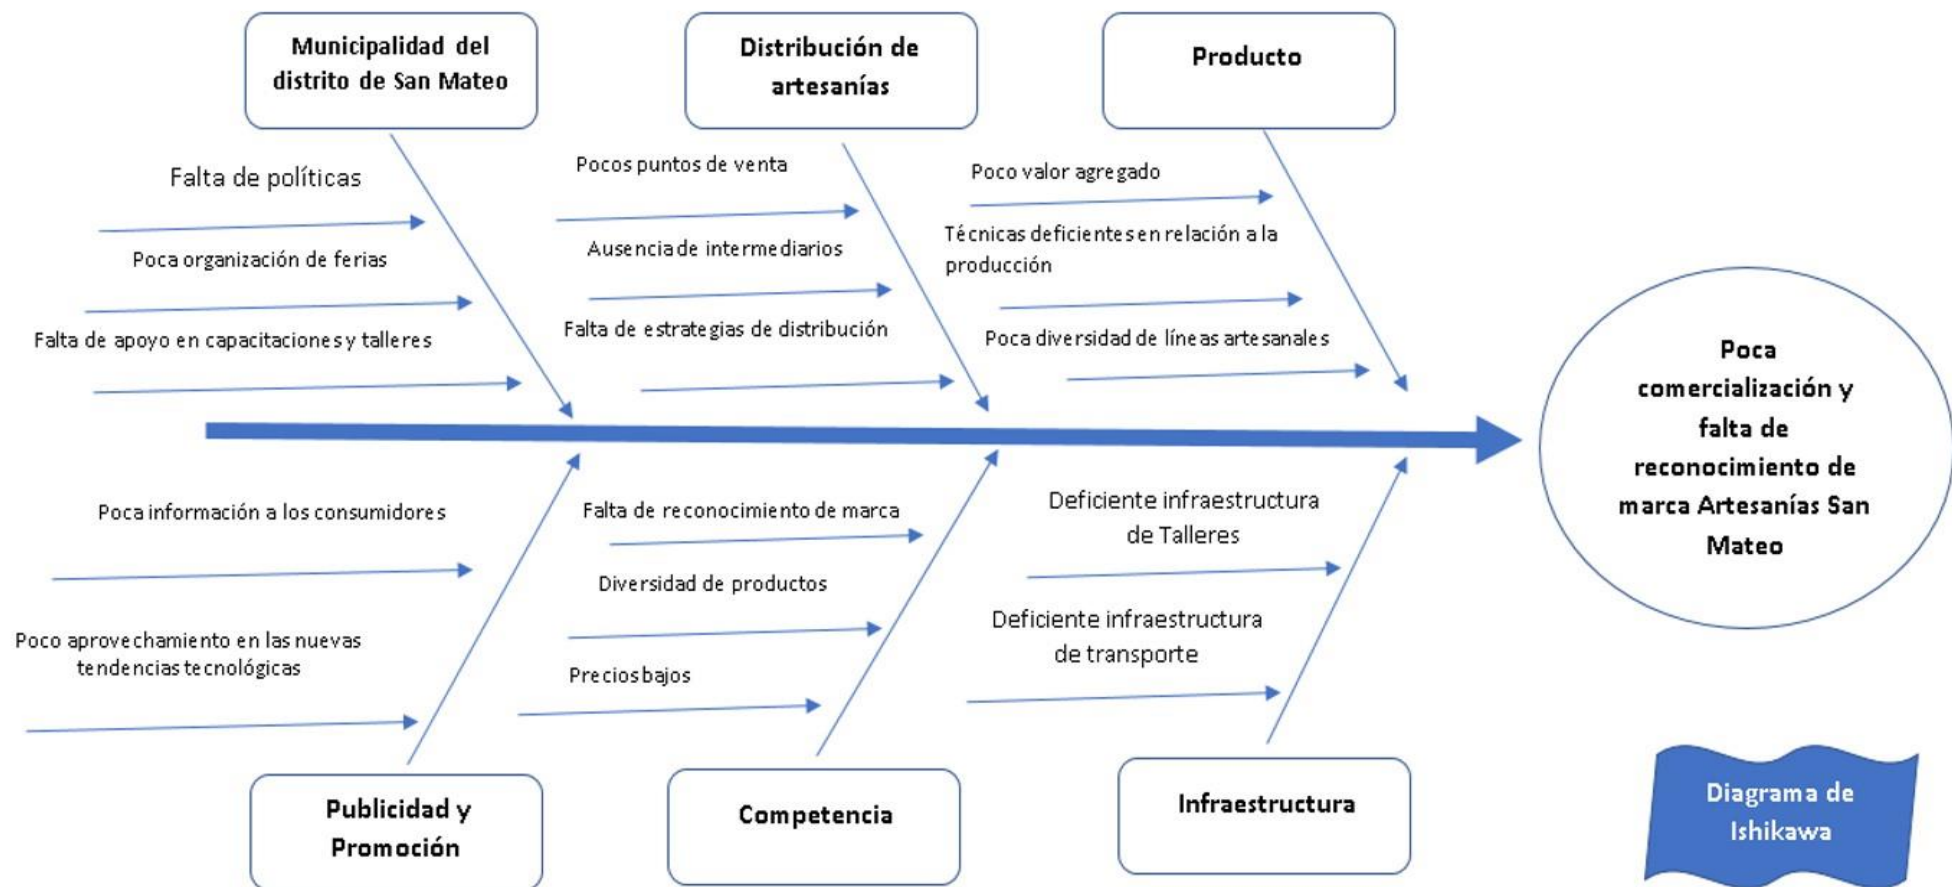 Municipalidad del
distrito de San Mateo
Distribución de
artesanías
Producto
Falta de políticas
Poca organización de ferias
Falta de apoyo en capacitaciones y talleres
Pocos puntos de venta
Ausencia de intermediarios
Falta de estrategias de distribución
Poco valor agregado
Técnicas deficientes en relación a la
producción
Poca diversidad de líneas artesanales
Poca
comercialización y
falta de
reconocimiento de
marca Artesanías San
Mateo
Poca información a los consumidores
Poco aprovechamiento en las nuevas
tendencias tecnológicas
Falta de reconocimiento de marca
Diversidad de productos
Precios bajos
Deficiente infraestructura
de Talleres
Deficiente infraestructura
de transporte
Publicidad y
Promoción
Competencia
Infraestructura
Diagrama de
Ishikawa